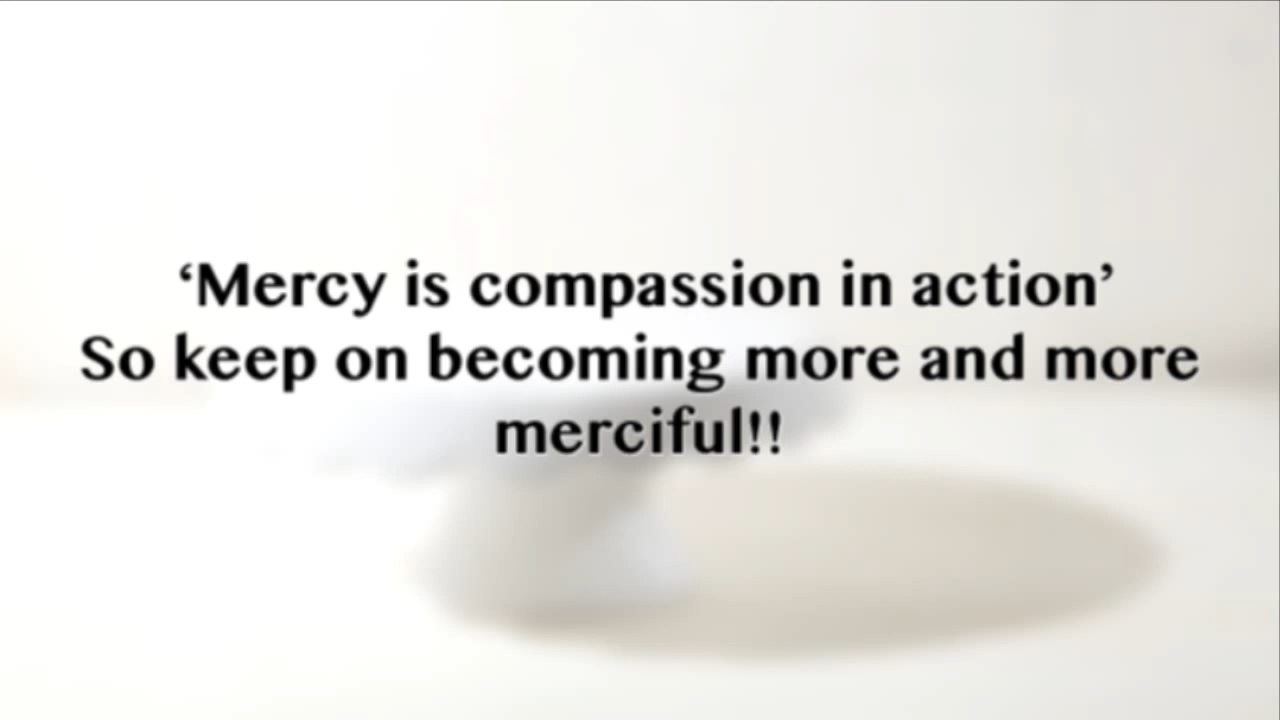 ‘Mercy is compassion in action’
So keep on becoming more and more
merciful!!